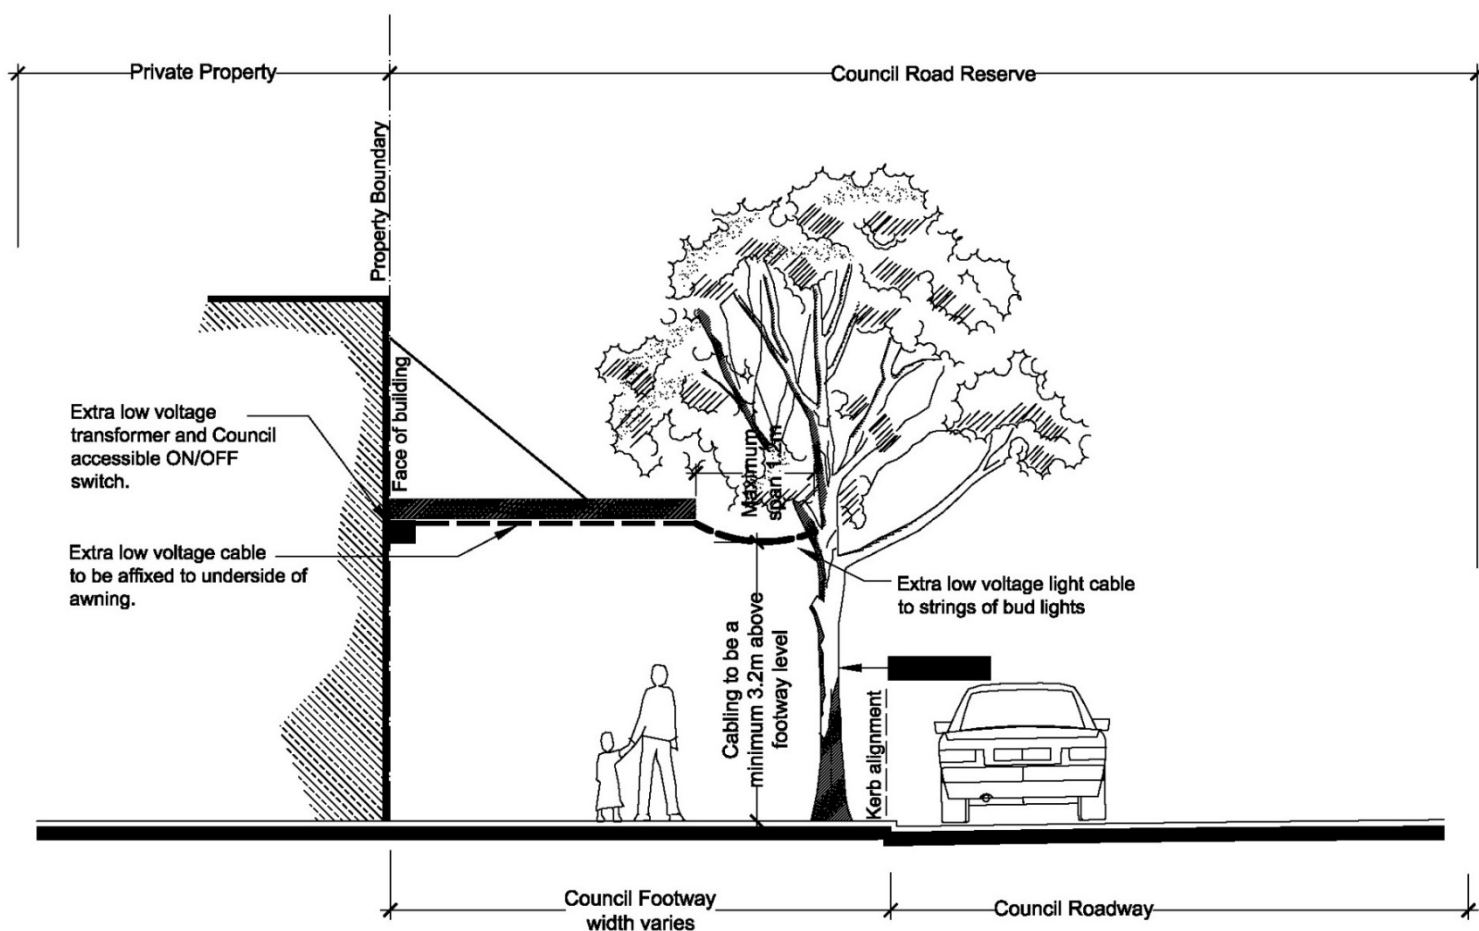 Private Property
Council Road Reserve
Property Boundary
Face of building
Extra low voltage
transformer and Council
accessible ON/OFF
switch.
Maximum
span 1.2m
Extra low voltage cable
to be affixed to underside of
awning.
Extra low voltage light cable
to strings of bud lights
Cabling to be a
minimum 3.2m above
footway level
Kerb alignment
Council Footway
width varies
Council Roadway